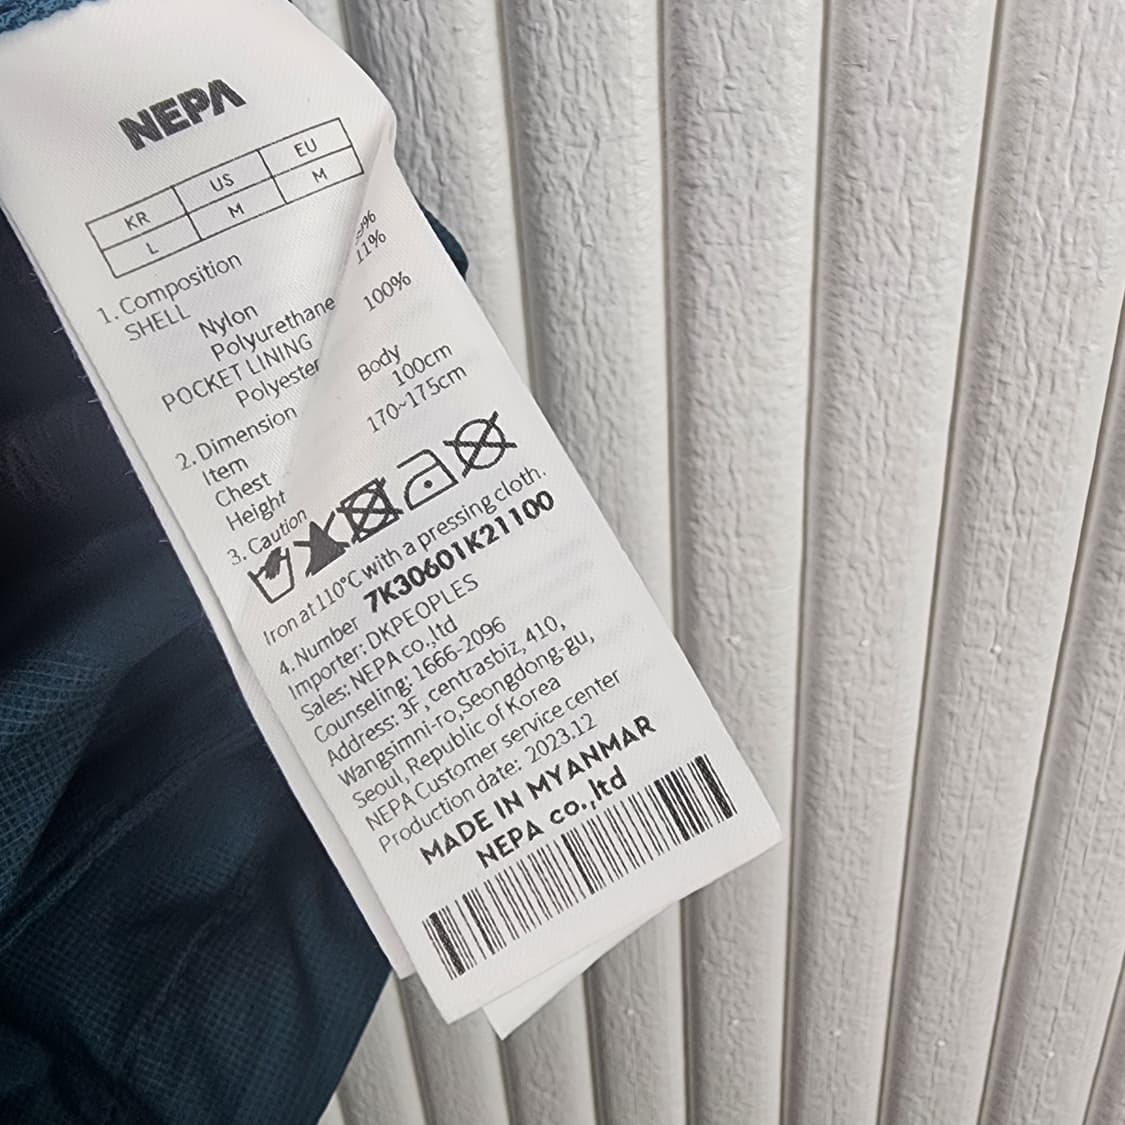 NEPA
KR US EU
L M M
1. Composition
SHELL
Nylon
Polyurethane 11%
POCKET LINING
Polyester 100%
2. Dimension
Item Body
Chest 100cm
Height 170~175cm
3. Caution
Iron at 110°C with a pressing cloth.
4. Number 7K30601K21100
Importer: DKPEOPLES
Sales: NEPA co.,ltd
Counseling: 1666-2096
Address: 3F, centrasbiz, 410,
Wangsimni-ro, Seongdong-gu,
Seoul, Republic of Korea
NEPA Customer service center
Production date: 2023.12
MADE IN MYANMAR
NEPA co.,ltd